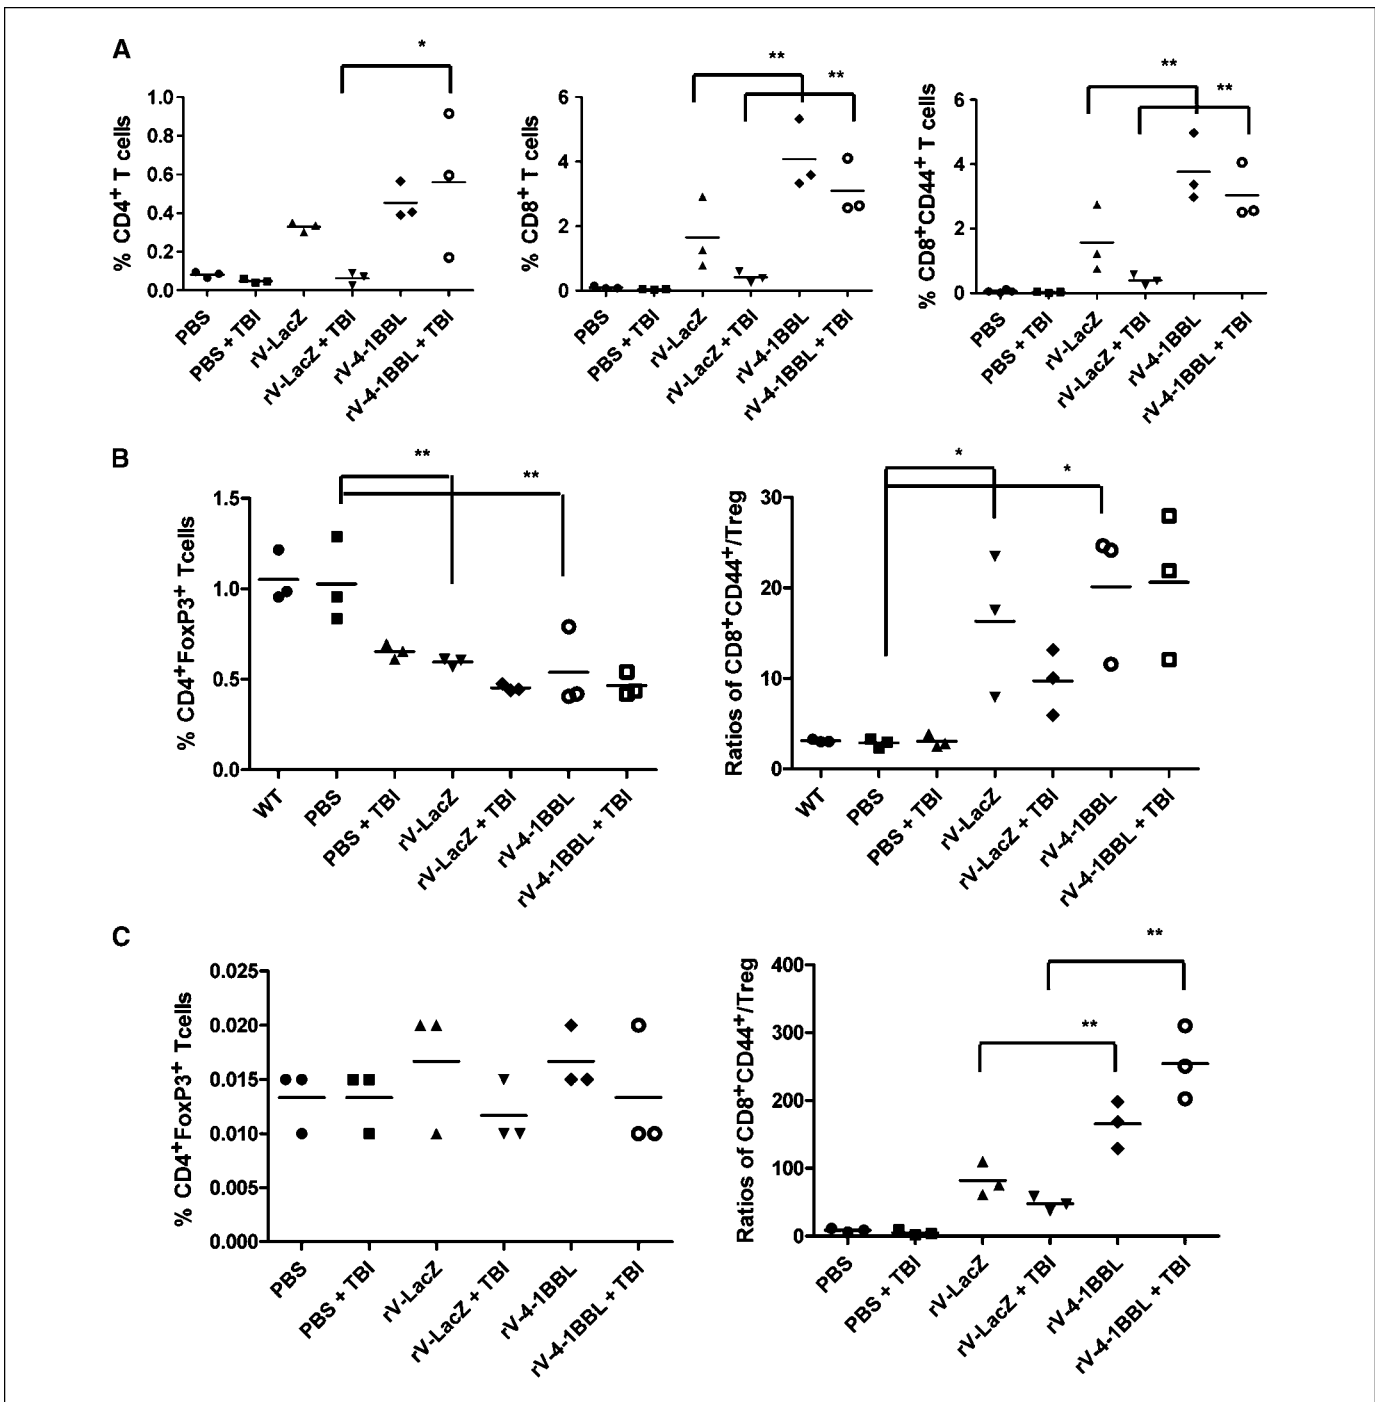 A
*
% CD4+ T cells
1.0
0.8
0.6
0.4
0.2
0.0
PBS
PBS + TBI
rV-LacZ
rV-LacZ + TBI
rV-4-1BBL
rV-4-1BBL + TBI
**
**
% CD8+ T cells
6
4
2
0
PBS
PBS + TBI
rV-LacZ
rV-LacZ + TBI
rV-4-1BBL
rV-4-1BBL + TBI
**
**
% CD8+CD44+ T cells
6
4
2
0
PBS
PBS + TBI
rV-LacZ
rV-LacZ + TBI
rV-4-1BBL
rV-4-1BBL + TBI
B
**
**
% CD4+FoxP3+ Tcells
1.5
1.0
0.5
0.0
WT
PBS
PBS + TBI
rV-LacZ
rV-LacZ + TBI
rV-4-1BBL
rV-4-1BBL + TBI
*
*
Ratios of CD8+CD44+/Treg
30
20
10
0
WT
PBS
PBS + TBI
rV-LacZ
rV-LacZ + TBI
rV-4-1BBL
rV-4-1BBL + TBI
C
% CD4+FoxP3+ Tcells
0.025
0.020
0.015
0.010
0.005
0.000
PBS
PBS + TBI
rV-LacZ
rV-LacZ + TBI
rV-4-1BBL
rV-4-1BBL + TBI
**
**
Ratios of CD8+CD44+/Treg
400
300
200
100
0
PBS
PBS + TBI
rV-LacZ
rV-LacZ + TBI
rV-4-1BBL
rV-4-1BBL + TBI